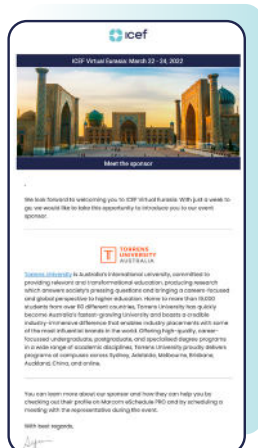 icef
ICEF Virtual Eurasia: March 22 - 24, 2022
Meet the sponsor
,
We look forward to welcoming you to ICEF Virtual Eurasia. With just a week to
go, we would like to take this opportunity to introduce you to our event
sponsor.
T TORRENS
UNIVERSITY
AUSTRALIA
Torrens University is Australia's international university, committed to
providing relevant and transformational education, producing research
which answers society's pressing questions and bringing a careers-focused
and global perspective to higher education. Home to more than 19,000
students from over 60 different countries, Torrens University has quickly
become Australia's fastest-growing University and boasts a credible
industry-immersive difference that enables industry placements with some
of the most influential brands in the world. Offering high-quality, career-
focussed undergraduate, postgraduate, and specialised degree programs
in a wide range of academic disciplines, Torrens University proudly delivers
programs at campuses across Sydney, Adelaide, Melbourne, Brisbane,
Auckland, China, and online.
You can learn more about our sponsor and how they can help you by
checking out their profile on Marcom eSchedule PRO and by scheduling a
meeting with the representative during the event.
With best regards,